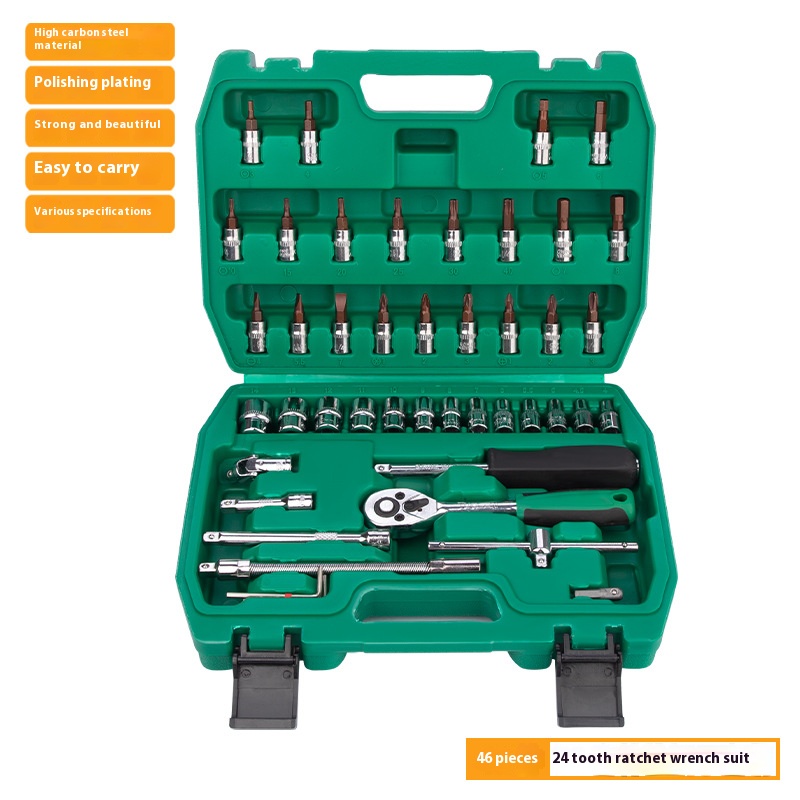 High carbon steel
material
Polishing plating
Strong and beautiful
Easy to carry
Various specifications
46 pieces
24 tooth ratchet wrench suit